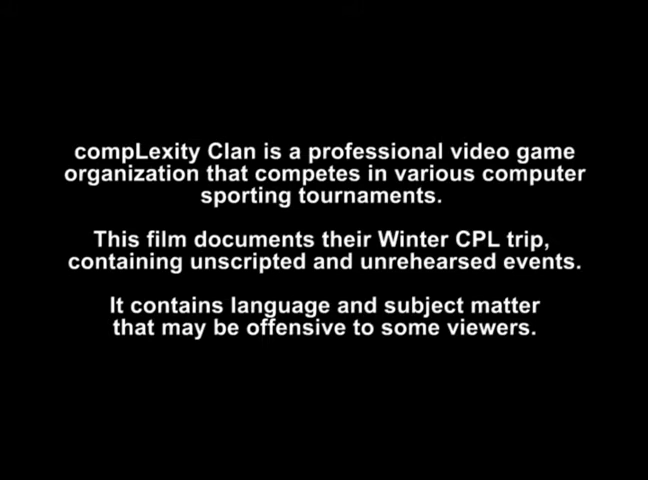 compLexity Clan is a professional video game
organization that competes in various computer
sporting tournaments.
This film documents their Winter CPL trip,
containing unscripted and unrehearsed events.
It contains language and subject matter
that may be offensive to some viewers.